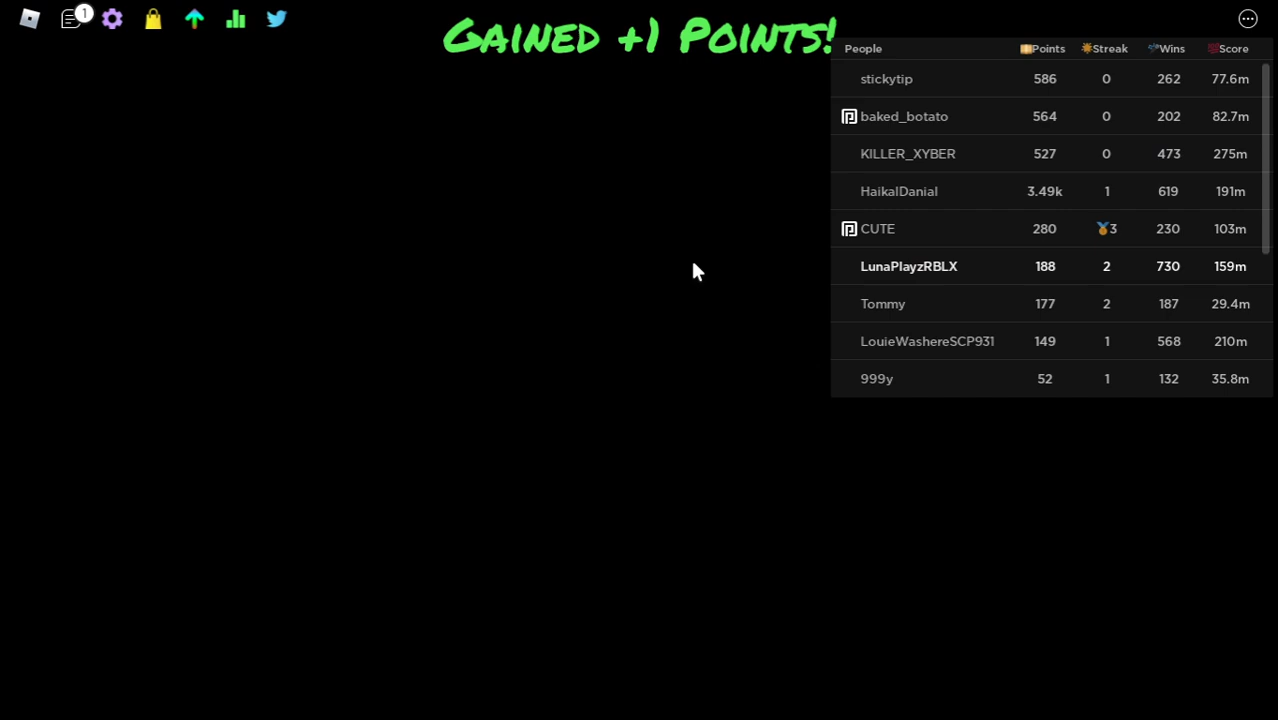 1
GAINED +1 POINTS!
People Points Streak Wins Score
stickytip 586 0 262 77.6m
baked_botato 564 0 202 82.7m
KILLER_XYBER 527 0 473 275m
HaikalDanial 3.49k 1 619 191m
CUTE 280 3 230 103m
LunaPlayzRBLX 188 2 730 159m
Tommy 177 2 187 29.4m
LouieWashereSCP931 149 1 568 210m
999y 52 1 132 35.8m